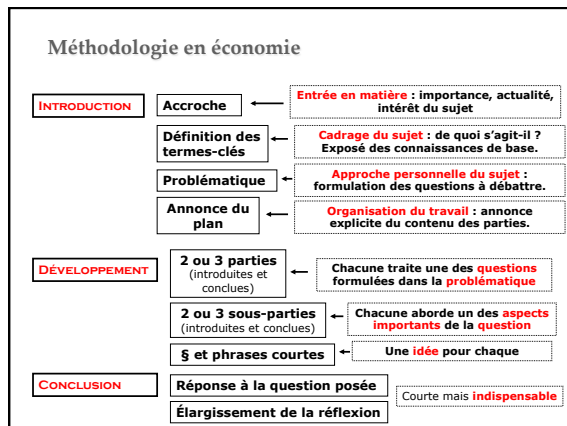 Méthodologie en économie
INTRODUCTION
Accroche
Entrée en matière : importance, actualité,
intérêt du sujet
Définition des
termes-clés
Cadrage du sujet : de quoi s'agit-il ?
Exposé des connaissances de base.
Problématique
Approche personnelle du sujet :
formulation des questions à débattre.
Annonce du
plan
Organisation du travail : annonce
explicite du contenu des parties.
DÉVELOPPEMENT
2 ou 3 parties
(introduites et
conclues)
Chacune traite une des questions
formulées dans la problématique
2 ou 3 sous-parties
(introduites et conclues)
Chacune aborde un des aspects
importants de la question
§ et phrases courtes
Une idée pour chaque
CONCLUSION
Réponse à la question posée
Élargissement de la réflexion
Courte mais indispensable